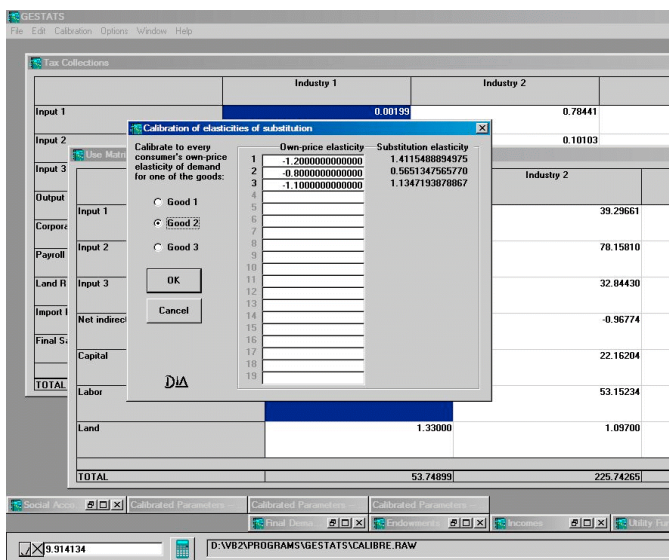 GESTATS
File Edit Calibration Options Window Help
Tax Collections
Industry 1 Industry 2
Input 1 0.00199 0.78441
Input 2 0.10103
Input 3
Output
Payroll
Land R
Import
Final
TOTAL
Use
Industry 2
Input 1 39.29661
Input 2 78.15810
Input 3 32.84430
Net -0.96774
Capital 22.16204
Labor 53.15234
Land 1.33000 1.09700
TOTAL 53.74899 225.74265
Calibration of elasticities of substitution
Calibrate to every
consumer's own-price
elasticity of demand
for one of the goods:
Good 1
Good 2
Good 3
OK
Cancel
DiA
Own-price elasticity Substitution elasticity
1 -1.2000000000000 1.4115488894975
2 -0.8000000000000 0.5651347565770
3 -1.1000000000000 1.1347193878867
4
5
6
7
8
9
10
11
12
13
14
15
16
17
18
19
Social Calibrated Parameters Calibrated Parameters Calibrated Parameters
Final Endowments Incomes Utility
9.914134 D:\VB2\PROGRAMS\GESTATS\CALIBRE.RAW